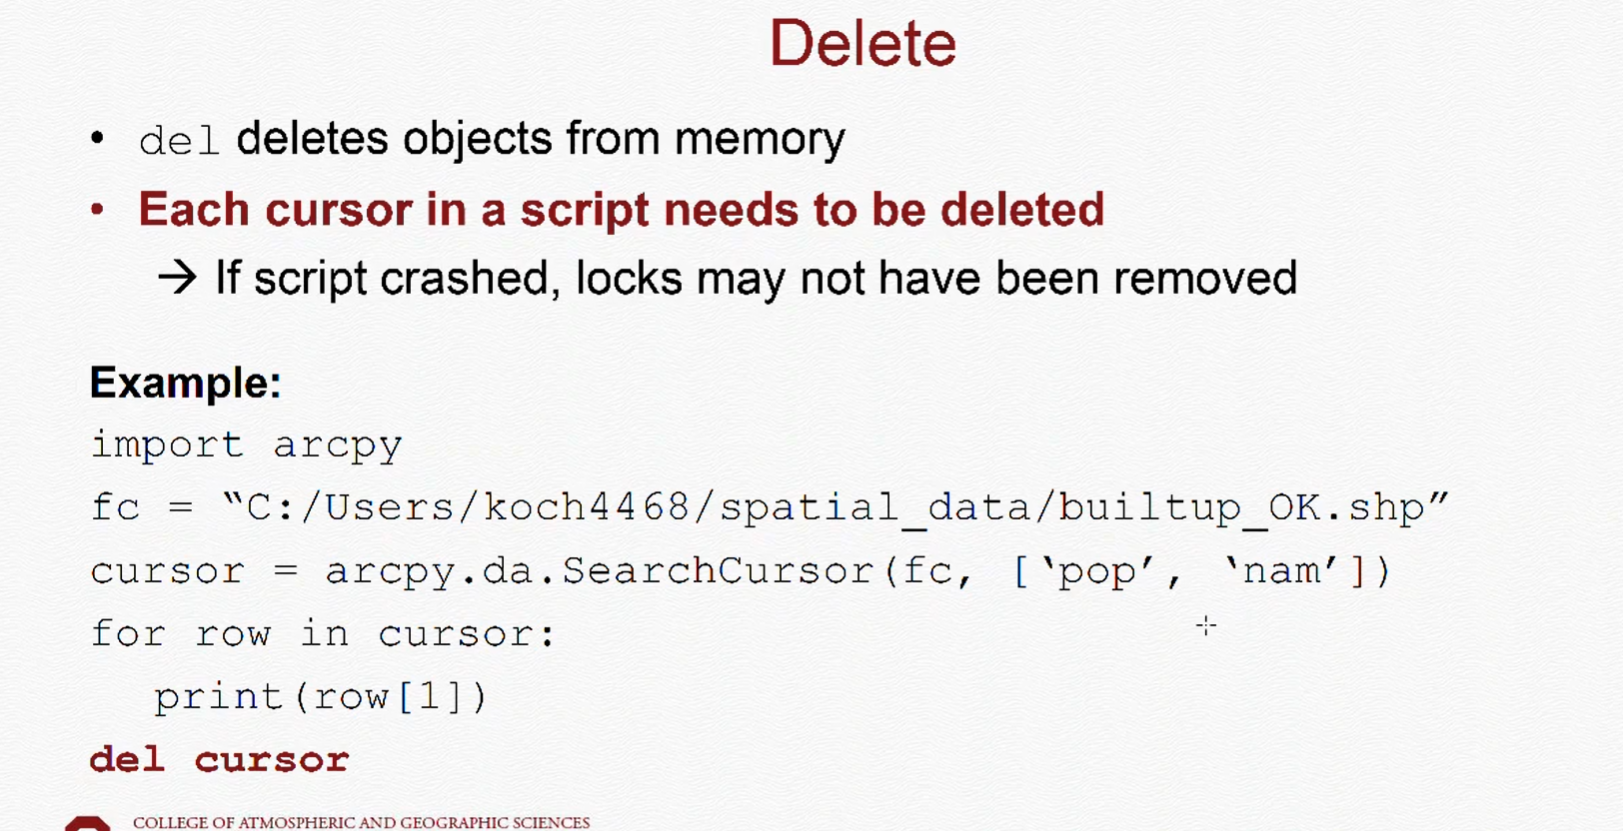 Delete
• del deletes objects from memory
• Each cursor in a script needs to be deleted
→ If script crashed, locks may not have been removed
Example:
import arcpy
fc = “C:/Users/koch4468/spatial_data/builtup_OK.shp”
cursor = arcpy.da.SearchCursor(fc, [‘pop’, ‘nam’])
for row in cursor:
print(row[1])
del cursor
COLLEGE OF ATMOSPHERIC AND GEOGRAPHIC SCIENCES